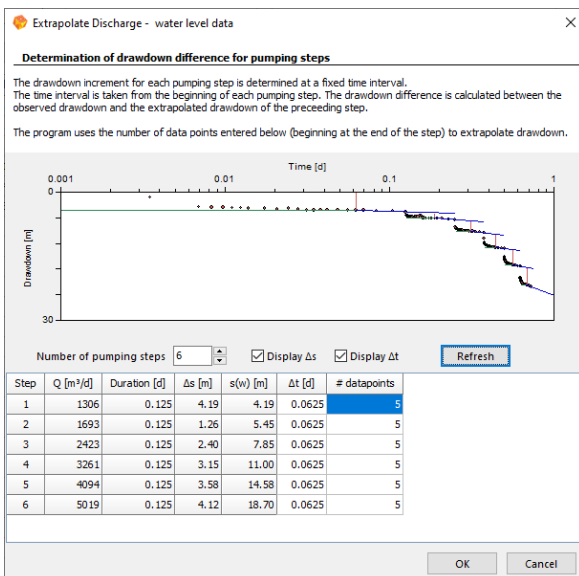 Extrapolate Discharge - water level data
Determination of drawdown difference for pumping steps
The drawdown increment for each pumping step is determined at a fixed time interval.
The time interval is taken from the beginning of each pumping step. The drawdown difference is calculated between the
observed drawdown and the extrapolated drawdown of the preceeding step.
The program uses the number of data points entered below (beginning at the end of the step) to extrapolate drawdown.
Time [d]
0.001 0.01 0.1 1
0
Drawdown [m]
30
Number of pumping steps 6 Display Δs Display Δt Refresh
Step Q [m³/d] Duration [d] Δs [m] s(w) [m] Δt [d] # datapoints
1 1306 0.125 4.19 4.19 0.0625 5
2 1693 0.125 1.26 5.45 0.0625 5
3 2423 0.125 2.40 7.85 0.0625 5
4 3261 0.125 3.15 11.00 0.0625 5
5 4094 0.125 3.58 14.58 0.0625 5
6 5019 0.125 4.12 18.70 0.0625 5
OK Cancel